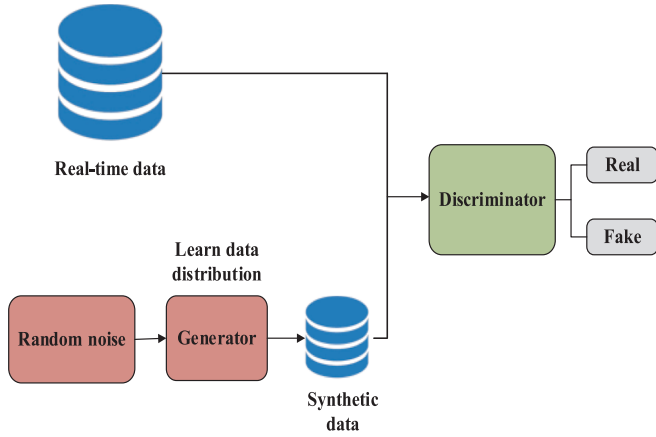 Real-time data
Real
Discriminator
Fake
Learn data
distribution
Random noise
Generator
Synthetic
data